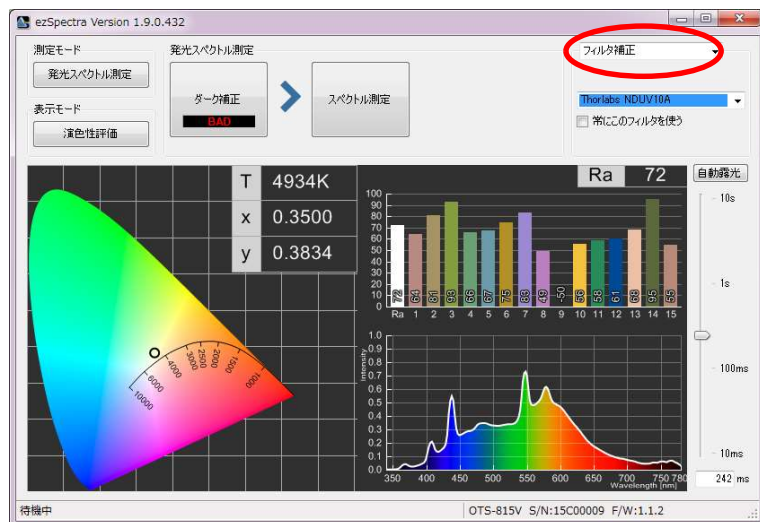 ezSpectra Version 1.9.0.432
測定モード
発光スペクトル測定
表示モード
演色性評価
発光スペクトル測定
ダーク補正
BAD
スペクトル測定
フィルタ補正
Thorlabs NDUV10A
常にこのフィルタを使う
T 4934K
x 0.3500
y 0.3834
Ra 72
自動露光
100
90
80
70
60
50
40
30
20
10
0
72 64 81 93 66 67 75 83 49 -50 56 58 61 68 95 55
Ra 1 2 3 4 5 6 7 8 9 10 11 12 13 14 15
10s
1s
100ms
10ms
242 ms
1000
1500
2000
2500
3000
4000
6000
10000
Intensity
1.0
0.9
0.8
0.7
0.6
0.5
0.4
0.3
0.2
0.1
0.0
350 400 450 500 550 600 650 700 750 780
Wavelength [nm]
待機中
OTS-815V S/N:15C00009 F/W:1.1.2